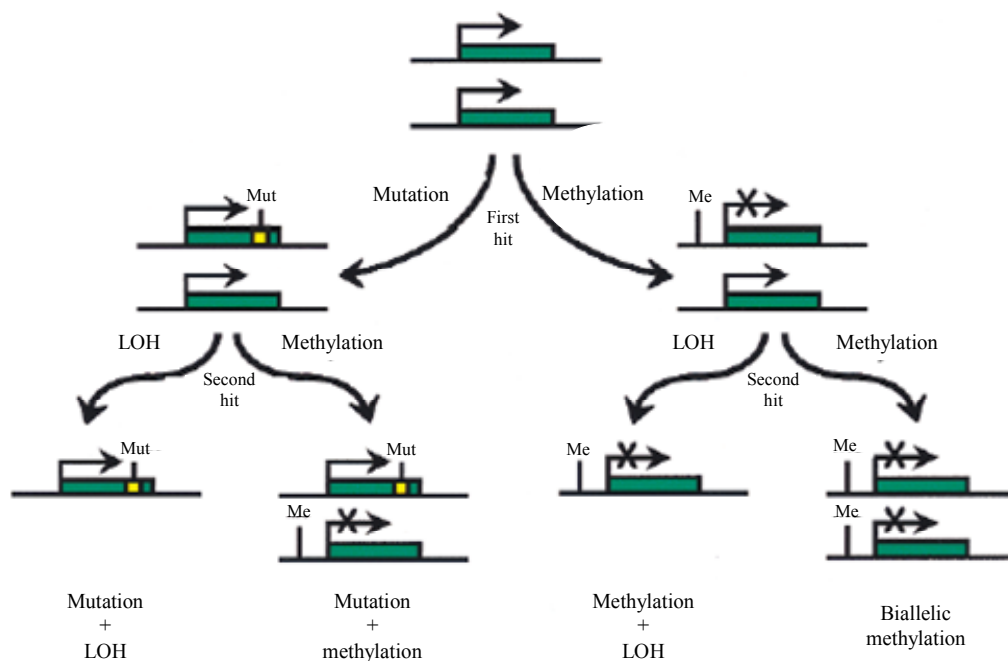 Mutation
Methylation
First
hit
Mut
Me
LOH
Methylation
Second
hit
LOH
Methylation
Second
hit
Mut
Mut
Me
Me
Me
Me
Mutation
+
LOH
Mutation
+
methylation
Methylation
+
LOH
Biallelic
methylation